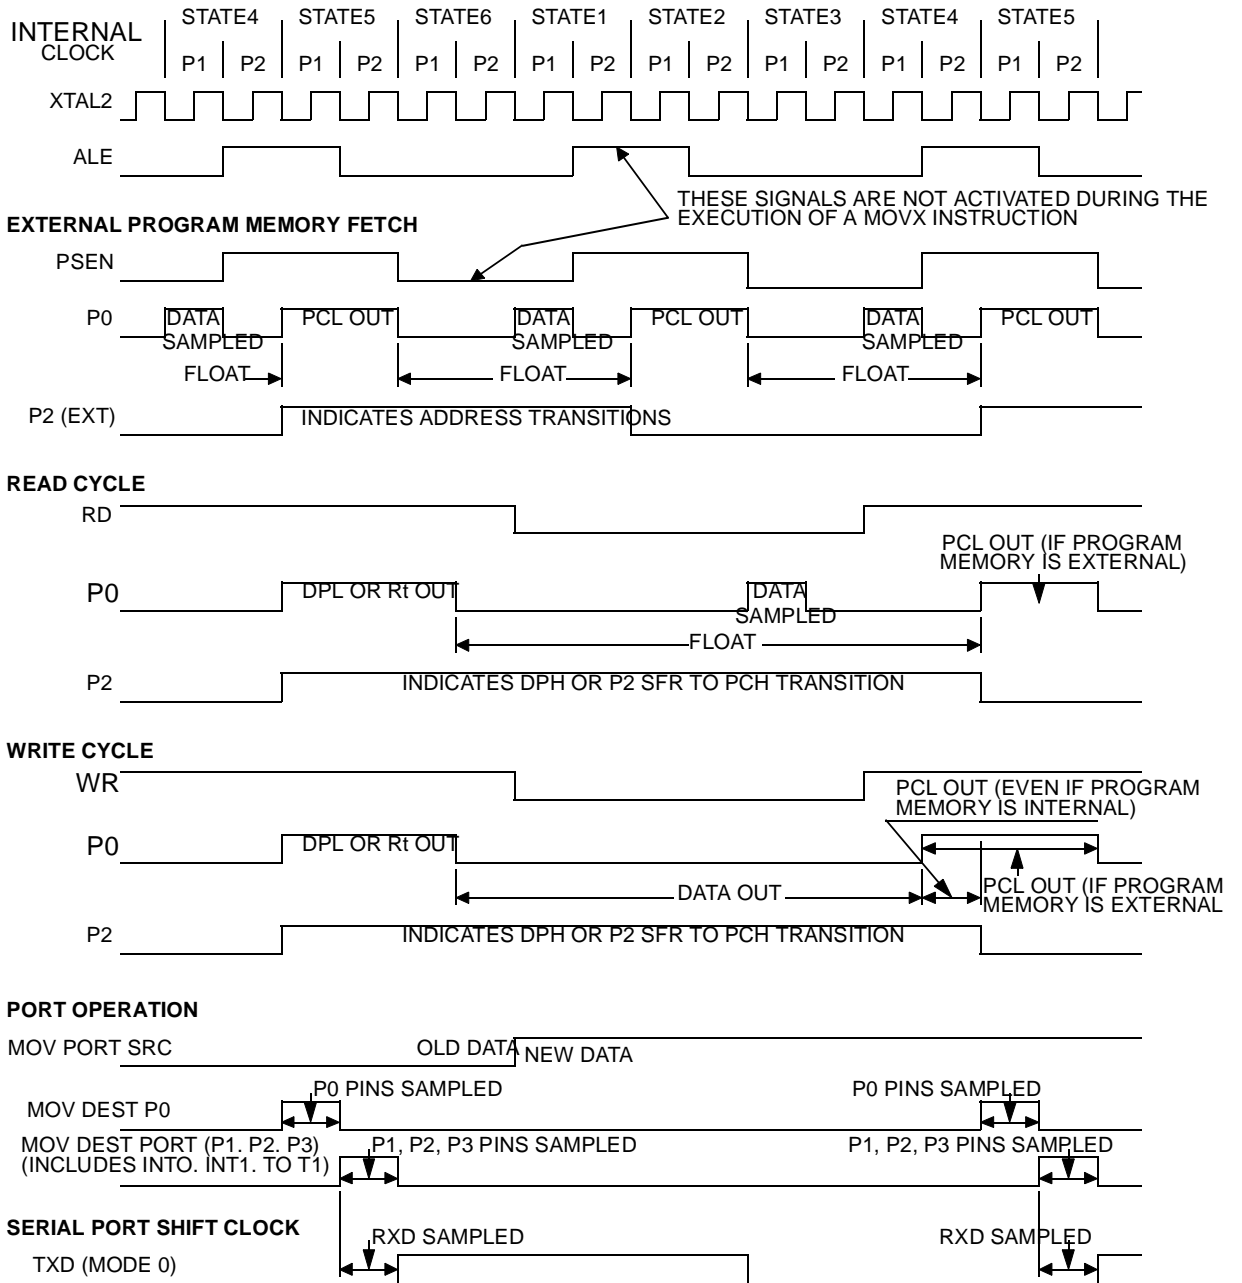 INTERNAL
CLOCK
STATE4 STATE5 STATE6 STATE1 STATE2 STATE3 STATE4 STATE5
P1 P2 P1 P2 P1 P2 P1 P2 P1 P2 P1 P2 P1 P2 P1 P2
XTAL2
ALE
THESE SIGNALS ARE NOT ACTIVATED DURING THE
EXECUTION OF A MOVX INSTRUCTION
EXTERNAL PROGRAM MEMORY FETCH
PSEN
P0 DATA PCL OUT DATA PCL OUT DATA PCL OUT
SAMPLED SAMPLED SAMPLED
FLOAT FLOAT FLOAT
P2 (EXT) INDICATES ADDRESS TRANSITIONS
READ CYCLE
RD
PCL OUT (IF PROGRAM
MEMORY IS EXTERNAL)
P0 DPL OR Rt OUT DATA
SAMPLED
FLOAT
P2 INDICATES DPH OR P2 SFR TO PCH TRANSITION
WRITE CYCLE
WR
PCL OUT (EVEN IF PROGRAM
MEMORY IS INTERNAL)
P0 DPL OR Rt OUT
DATA OUT
PCL OUT (IF PROGRAM
MEMORY IS EXTERNAL
P2 INDICATES DPH OR P2 SFR TO PCH TRANSITION
PORT OPERATION
MOV PORT SRC OLD DATA NEW DATA
P0 PINS SAMPLED P0 PINS SAMPLED
MOV DEST P0
MOV DEST PORT (P1. P2. P3) P1, P2, P3 PINS SAMPLED P1, P2, P3 PINS SAMPLED
(INCLUDES INTO. INT1. TO T1)
SERIAL PORT SHIFT CLOCK
RXD SAMPLED RXD SAMPLED
TXD (MODE 0)